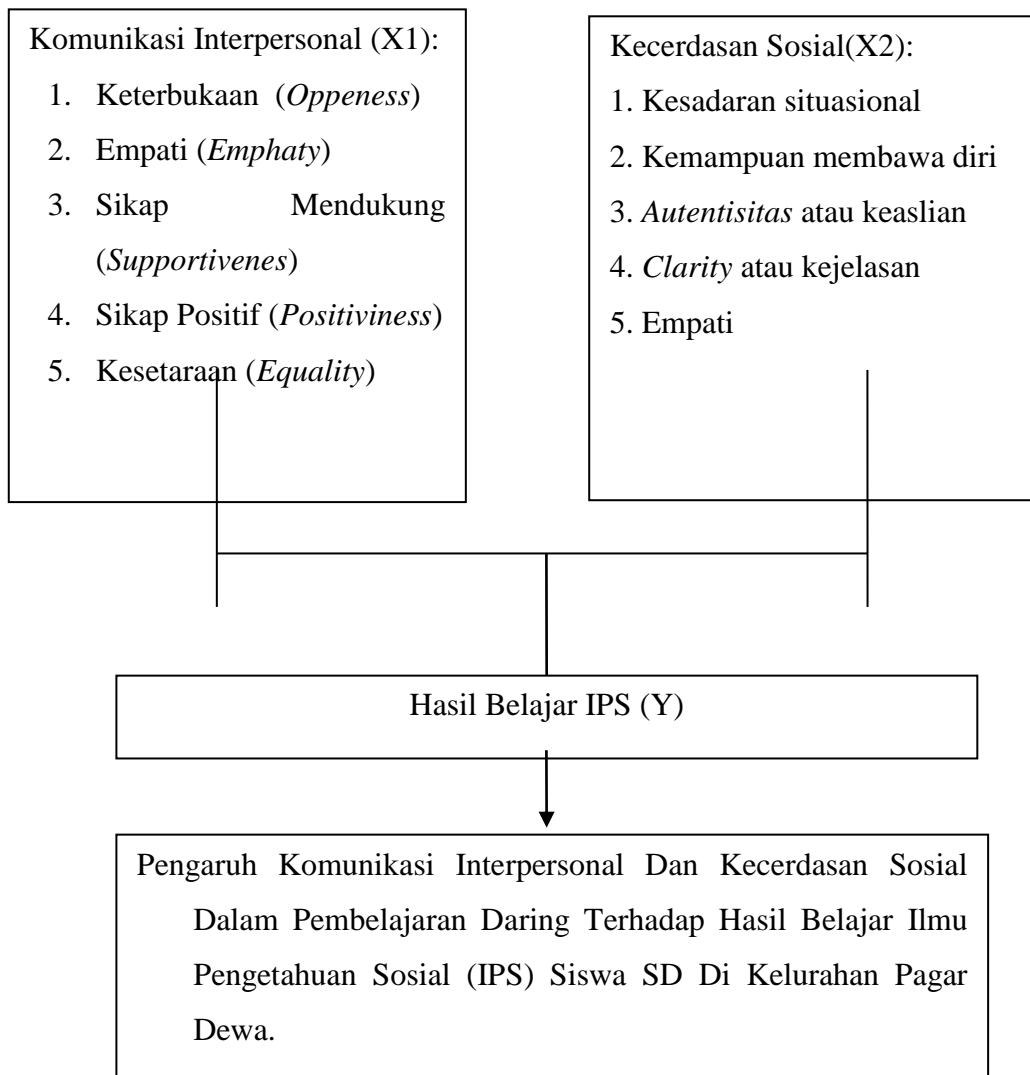 Komunikasi Interpersonal (X1):
1. Keterbukaan (Oppeness)
2. Empati (Emphaty)
3. Sikap Mendukung
(Supportivenes)
4. Sikap Positif (Positiviness)
5. Kesetaraan (Equality)
Kecerdasan Sosial(X2):
1. Kesadaran situasional
2. Kemampuan membawa diri
3. Autentisitas atau keaslian
4. Clarity atau kejelasan
5. Empati
Hasil Belajar IPS (Y)
Pengaruh Komunikasi Interpersonal Dan Kecerdasan Sosial
Dalam Pembelajaran Daring Terhadap Hasil Belajar Ilmu
Pengetahuan Sosial (IPS) Siswa SD Di Kelurahan Pagar
Dewa.